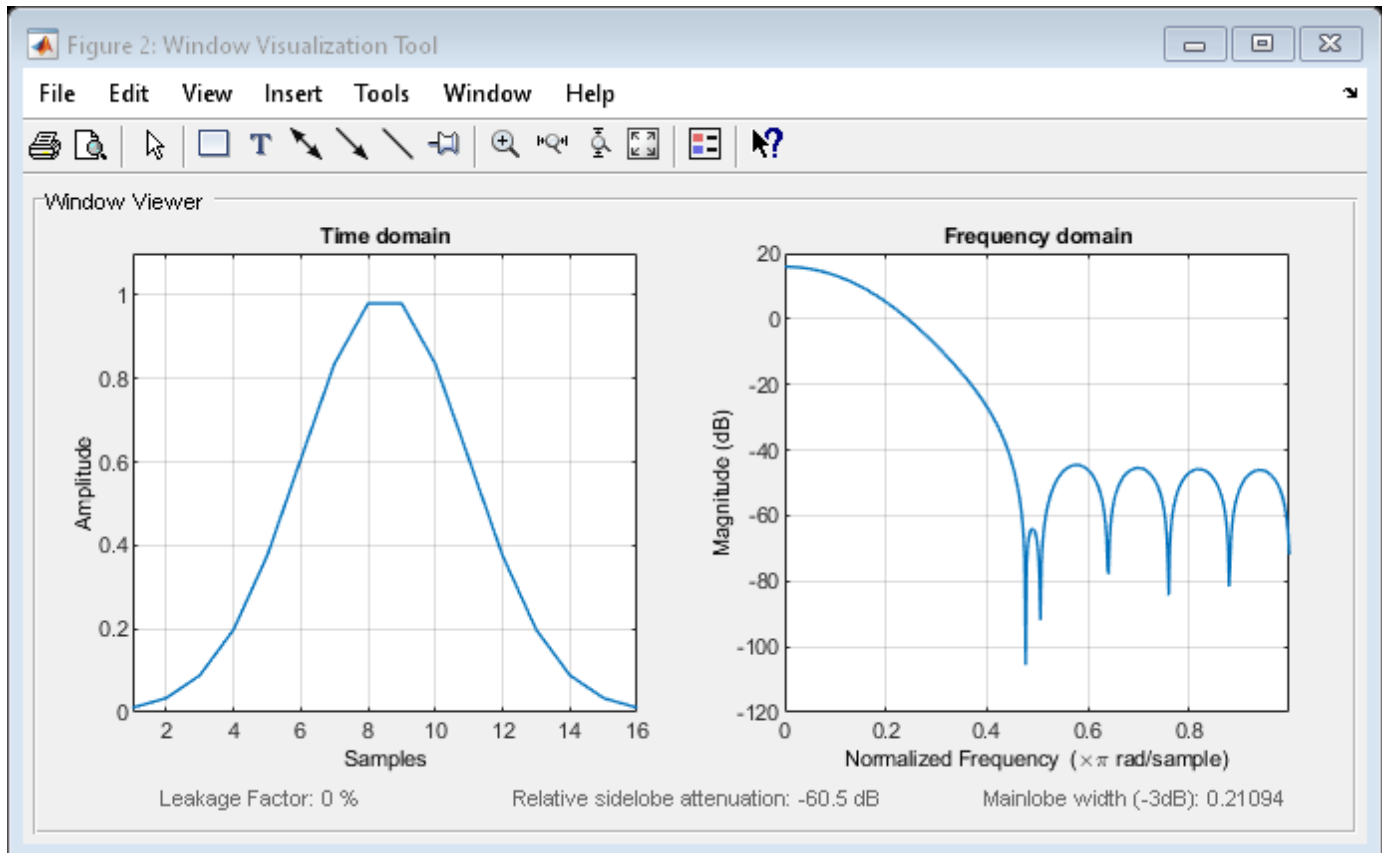 Figure 2: Window Visualization Tool
File Edit View Insert Tools Window Help
T
?
Window Viewer
Time domain
1
0.8
0.6
0.4
0.2
0
Amplitude
2 4 6 8 10 12 14 16
Samples
Frequency domain
20
0
-20
-40
-60
-80
-100
-120
Magnitude (dB)
0 0.2 0.4 0.6 0.8
Normalized Frequency (×π rad/sample)
Leakage Factor: 0 % Relative sidelobe attenuation: -60.5 dB Mainlobe width (-3dB): 0.21094